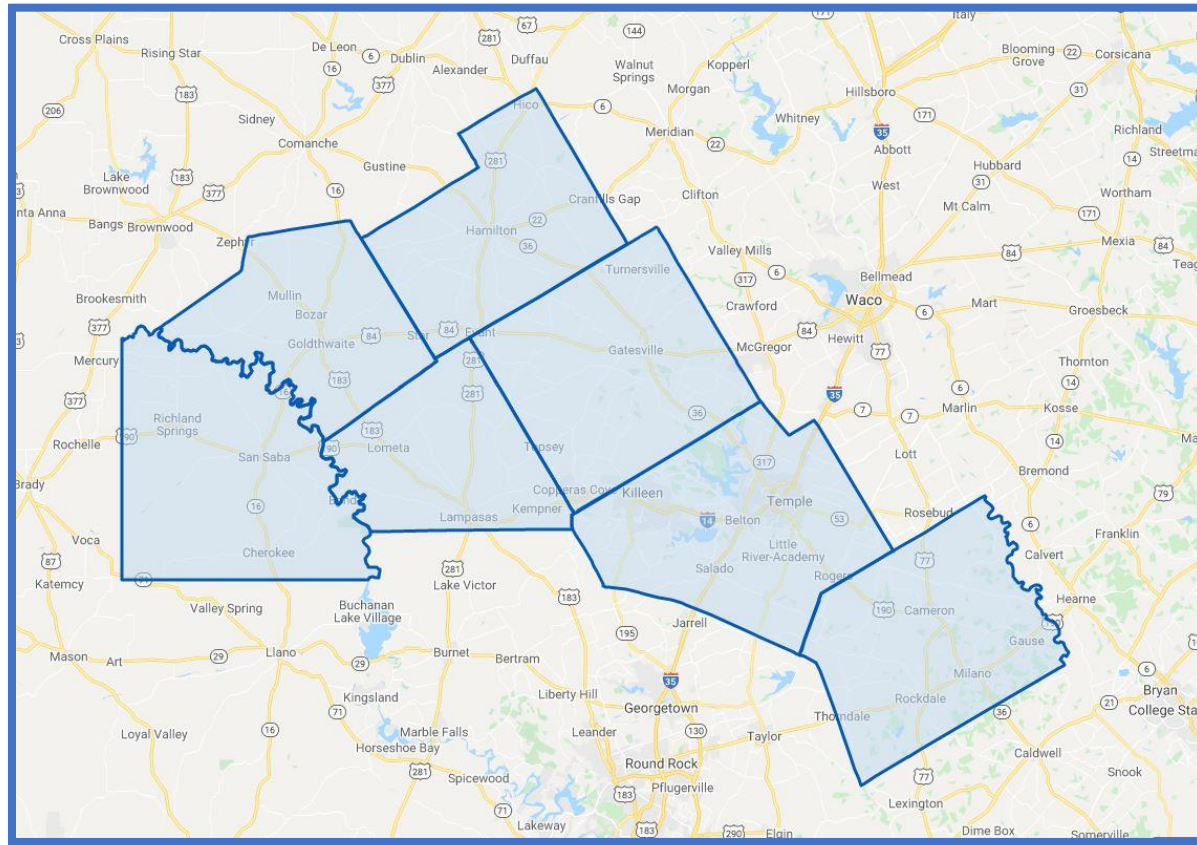 Italy
Cross Plains
Rising Star
De Leon
Dublin
Alexander
Duffau
Walnut
Springs
Kopperl
Morgan
Blooming
Grove
Corsicana
Hillsboro
Whitney
Hico
Sidney
Comanche
Gustine
Meridian
Abbott
Richland
Streetma
Lake
Brownwood
Hubbard
West
Wortham
Mt Calm
Clifton
Cranfills Gap
anta Anna
Bangs
Brownwood
Zephyr
Hamilton
Mexia
Valley Mills
Turnersville
Bellmead
Teag
Crawford
Waco
Mart
Groesbeck
Brookesmith
Mullin
Bozar
Goldthwaite
Star
Evant
Gatesville
McGregor
Hewitt
Mercury
Thornton
Marlin
Kosse
Richland
Springs
Rochelle
San Saba
Lometa
Topsey
Lott
Bremond
Brady
Copperas Cove
Killeen
Temple
Bend
Lampasas
Kempner
Belton
Rosebud
Franklin
Voca
Cherokee
Little
River-Academy
Salado
Rogers
Calvert
Katemcy
Lake Victor
Hearne
Valley Spring
Buchanan
Lake Village
Cameron
Jarrell
Gause
Mason
Art
Llano
Burnet
Bertram
Milano
Kingsland
Liberty Hill
Georgetown
Rockdale
Bryan
College Sta
Thorndale
Loyal Valley
Marble Falls
Leander
Taylor
Horseshoe Bay
Caldwell
Spicewood
Round Rock
Snook
Pflugerville
Lexington
Lakeway
Elgin
Dime Box
Somerville